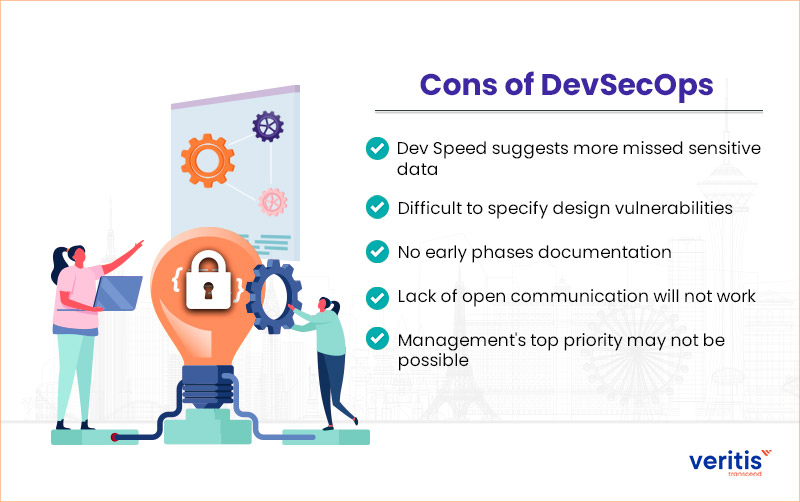 Cons of DevSecOps
Dev Speed suggests more missed sensitive
data
Difficult to specify design vulnerabilities
No early phases documentation
Lack of open communication will not work
Management's top priority may not be
possible
{ }
veritis
transcend